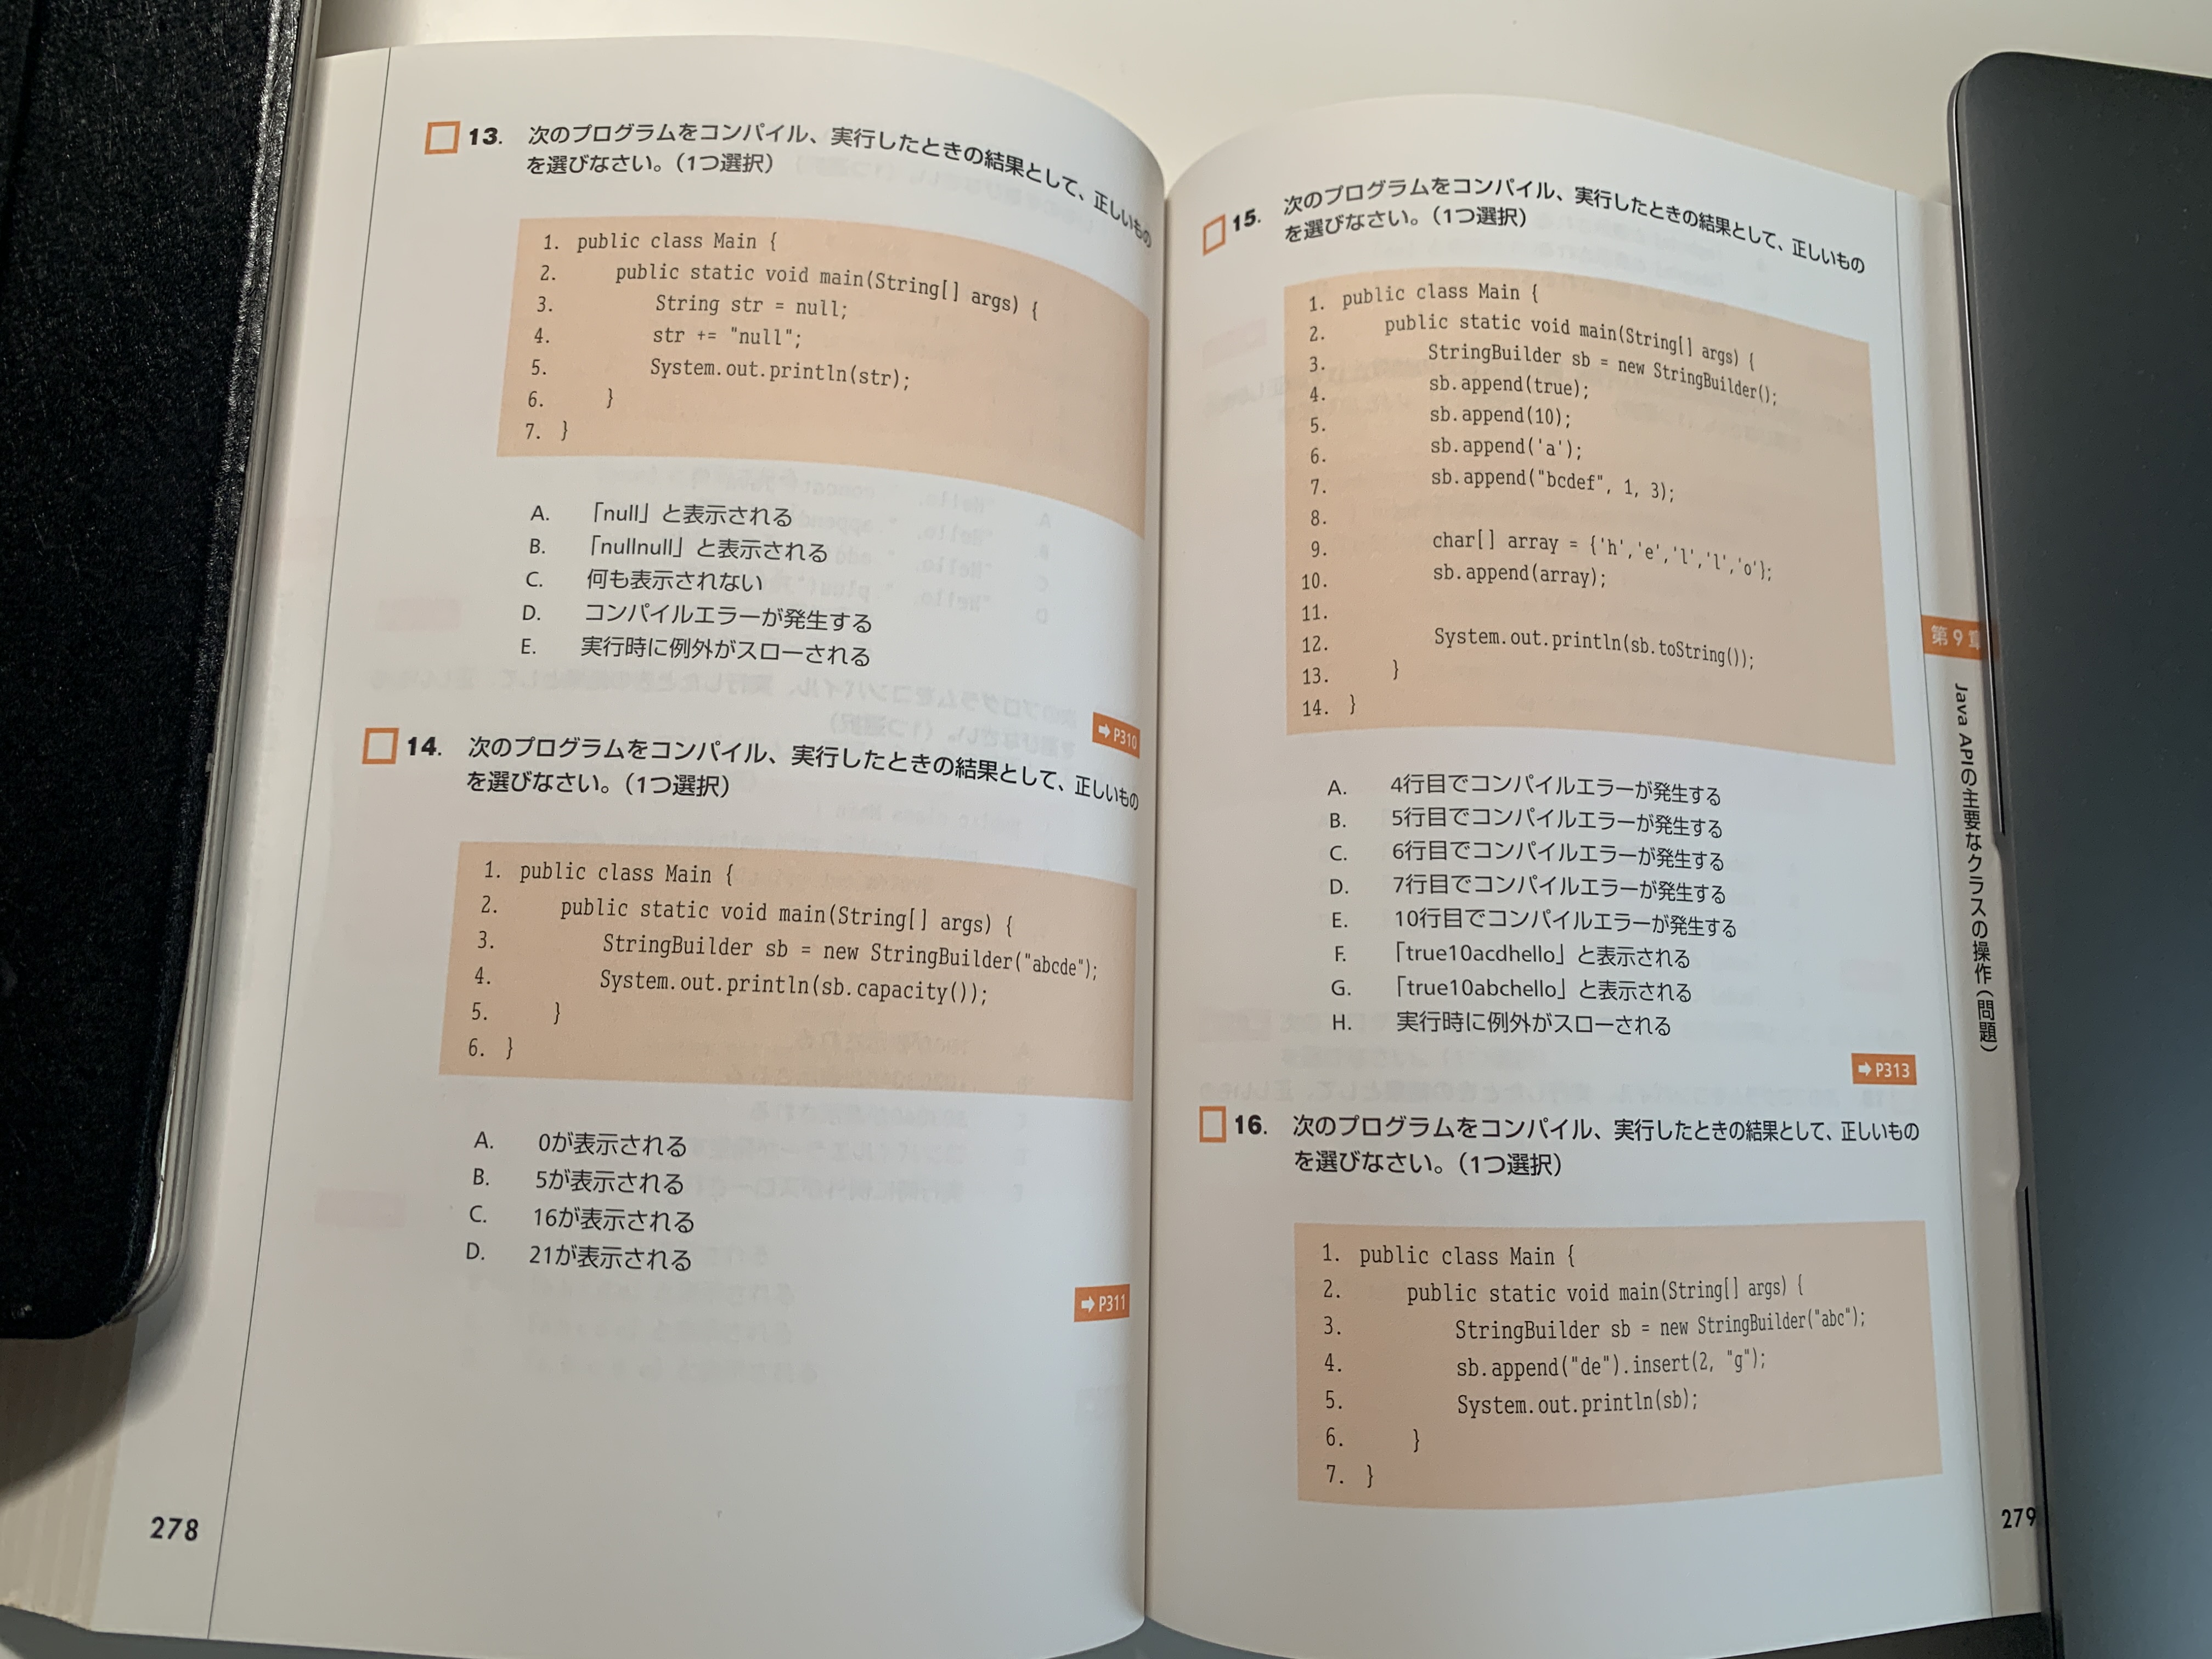 13. 次のプログラムをコンパイル、実行したときの結果として、正しいもの
を選びなさい。（1つ選択）
1. public class Main {
2. public static void main(String[] args) {
3. String str = null;
4. str += "null";
5. System.out.println(str);
6. }
7. }
A. 「null」と表示される
B. 「nullnull」と表示される
C. 何も表示されない
D. コンパイルエラーが発生する
E. 実行時に例外がスローされる
➡P310
14. 次のプログラムをコンパイル、実行したときの結果として、正しいもの
を選びなさい。（1つ選択）
1. public class Main {
2. public static void main(String[] args) {
3. StringBuilder sb = new StringBuilder("abcde");
4. System.out.println(sb.capacity());
5. }
6. }
A. 0が表示される
B. 5が表示される
C. 16が表示される
D. 21が表示される
➡P311
278
15. 次のプログラムをコンパイル、実行したときの結果として、正しいもの
を選びなさい。（1つ選択）
1. public class Main {
2. public static void main(String[] args) {
3. StringBuilder sb = new StringBuilder();
4. sb.append(true);
5. sb.append(10);
6. sb.append('a');
7. sb.append("bcdef", 1, 3);
8.
9. char[] array = {'h','e','l','l','o'};
10. sb.append(array);
11.
12. System.out.println(sb.toString());
13. }
14. }
A. 4行目でコンパイルエラーが発生する
B. 5行目でコンパイルエラーが発生する
C. 6行目でコンパイルエラーが発生する
D. 7行目でコンパイルエラーが発生する
E. 10行目でコンパイルエラーが発生する
F. 「true10acdhello」と表示される
G. 「true10abchello」と表示される
H. 実行時に例外がスローされる
➡P313
16. 次のプログラムをコンパイル、実行したときの結果として、正しいもの
を選びなさい。（1つ選択）
1. public class Main {
2. public static void main(String[] args) {
3. StringBuilder sb = new StringBuilder("abc");
4. sb.append("de").insert(2, "g");
5. System.out.println(sb);
6. }
7. }
第9章
Java APIの主要なクラスの操作（問題）
279